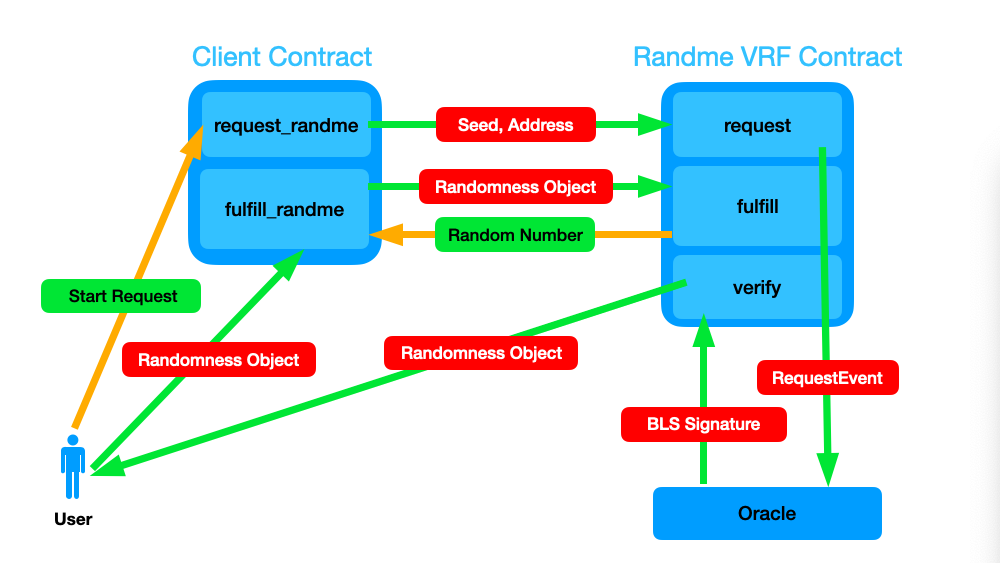 Client Contract
Randme VRF Contract
request_randme
Seed, Address
request
Randomness Object
fulfill_randme
fulfill
Random Number
verify
Start Request
Randomness Object
Randomness Object
RequestEvent
BLS Signature
User
Oracle